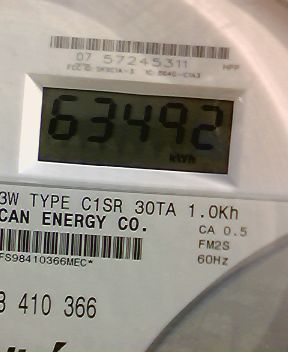 07 57245311
HPP
63492
kWh
3W TYPE C1SR 30TA 1.0Kh
CAN ENERGY CO.
CA 0.5
FM2S
FS98410366MEC*
60Hz
410 366